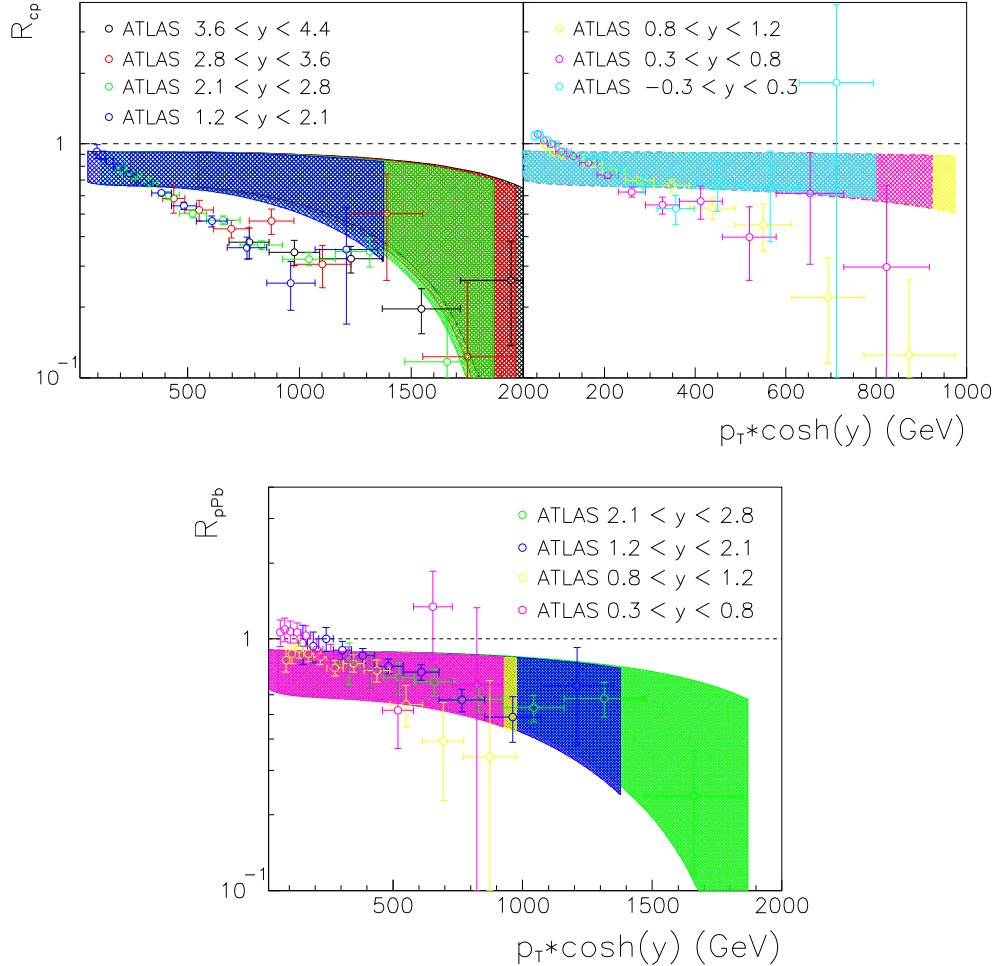 R_cp
ATLAS 3.6 < y < 4.4
ATLAS 2.8 < y < 3.6
ATLAS 2.1 < y < 2.8
ATLAS 1.2 < y < 2.1
ATLAS 0.8 < y < 1.2
ATLAS 0.3 < y < 0.8
ATLAS −0.3 < y < 0.3
1
10^-1
500 1000 1500 2000 200 400 600 800 1000
p_T*cosh(y) (GeV)
R_pPb
ATLAS 2.1 < y < 2.8
ATLAS 1.2 < y < 2.1
ATLAS 0.8 < y < 1.2
ATLAS 0.3 < y < 0.8
1
10^-1
500 1000 1500 2000
p_T*cosh(y) (GeV)